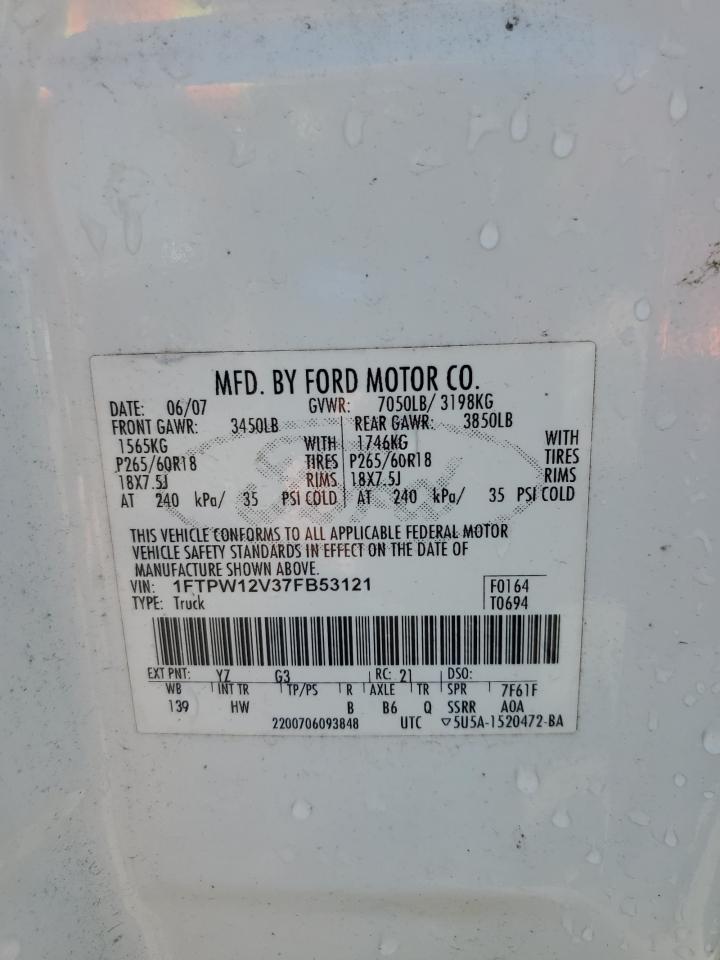 MFD. BY FORD MOTOR CO.
DATE: 06/07 GVWR: 7050LB/ 3198KG
FRONT GAWR: 3450LB REAR GAWR: 3850LB
1565KG WITH 1746KG WITH
P265/60R18 TIRES P265/60R18 TIRES
18X7.5J RIMS 18X7.5J RIMS
AT 240 kPa/ 35 PSI COLD AT 240 kPa/ 35 PSI COLD
Ford
THIS VEHICLE CONFORMS TO ALL APPLICABLE FEDERAL MOTOR
VEHICLE SAFETY STANDARDS IN EFFECT ON THE DATE OF
MANUFACTURE SHOWN ABOVE.
VIN: 1FTPW12V37FB53121 F0164
TYPE: Truck T0694
EXT PNT: YZ G3 RC: 21 DSO:
WB INT TR TP/PS R AXLE TR SPR 7F61F
139 HW B B6 Q SSRR A0A
2200706093848 UTC ▽5U5A-1520472-BA